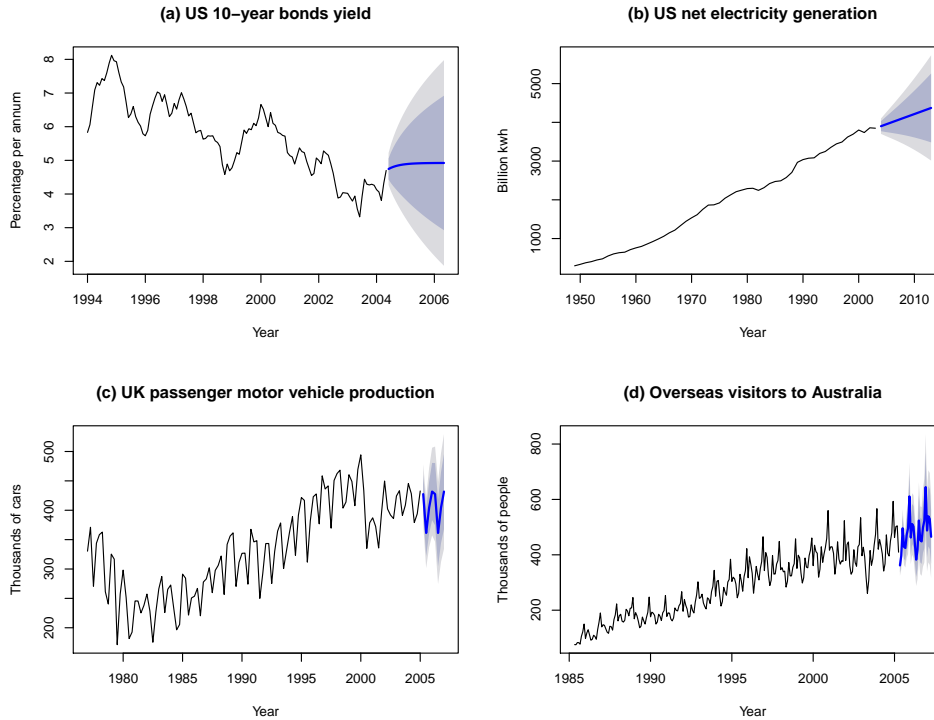 (a) US 10−year bonds yield
Percentage per annum
8
7
6
5
4
3
2
1994 1996 1998 2000 2002 2004 2006
Year
(b) US net electricity generation
Billion kwh
5000
3000
1000
1950 1960 1970 1980 1990 2000 2010
Year
(c) UK passenger motor vehicle production
Thousands of cars
500
400
300
200
1980 1985 1990 1995 2000 2005
Year
(d) Overseas visitors to Australia
Thousands of people
800
600
400
200
1985 1990 1995 2000 2005
Year